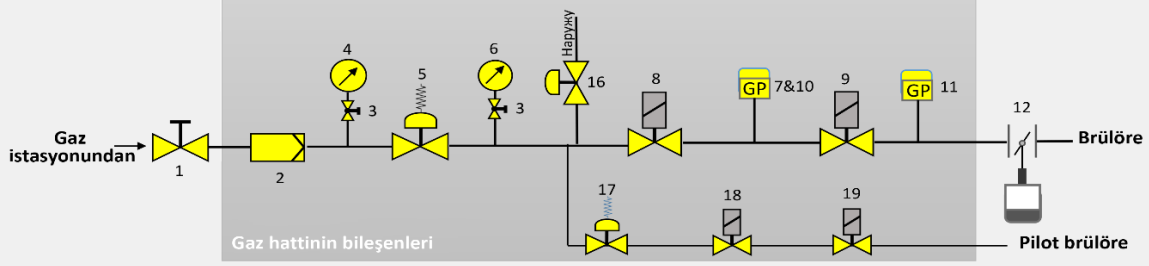 Наружу
4
6
5
16
8
7&10
9
11
12
GP
GP
3
3
Gaz
istasyonundan
Brülöre
1
2
17
18
19
Gaz hattinin bileşenleri
Pilot brülöre